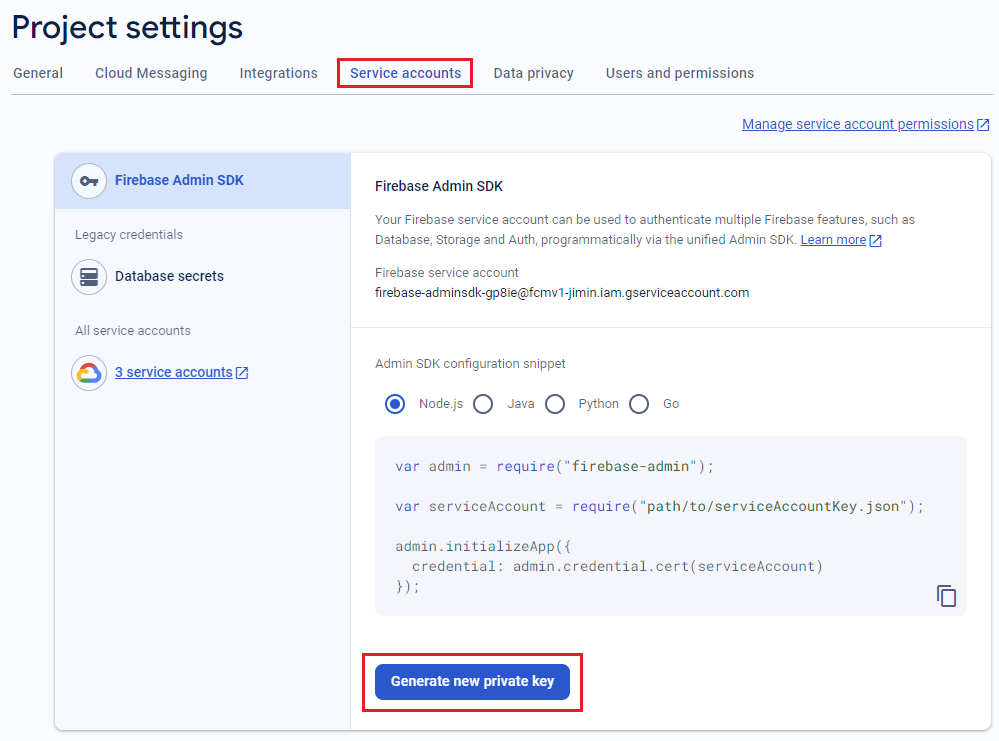 Project settings
General Cloud Messaging Integrations Service accounts Data privacy Users and permissions
Manage service account permissions
Firebase Admin SDK
Legacy credentials
Database secrets
All service accounts
3 service accounts
Firebase Admin SDK
Your Firebase service account can be used to authenticate multiple Firebase features, such as
Database, Storage and Auth, programmatically via the unified Admin SDK. Learn more
Firebase service account
firebase-adminsdk-gp8ie@fcmv1-jimin.iam.gserviceaccount.com
Admin SDK configuration snippet
Node.js Java Python Go
var admin = require("firebase-admin");
var serviceAccount = require("path/to/serviceAccountKey.json");
admin.initializeApp({
  credential: admin.credential.cert(serviceAccount)
});
Generate new private key